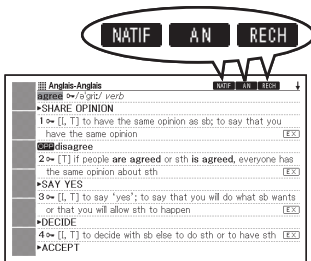 NATIF AN RECH
Anglais-Anglais NATIF AN RECH
agree /əˈɡriː/ verb
►SHARE OPINION
1 [I, T] to have the same opinion as sb; to say that you
have the same opinion EX
OPP disagree
2 [T] if people are agreed or sth is agreed, everyone has
the same opinion about sth EX
►SAY YES
3 [I, T] to say ‘yes’; to say that you will do what sb wants
or that you will allow sth to happen EX
►DECIDE
4 [I, T] to decide with sb else to do sth or to have sth EX
►ACCEPT